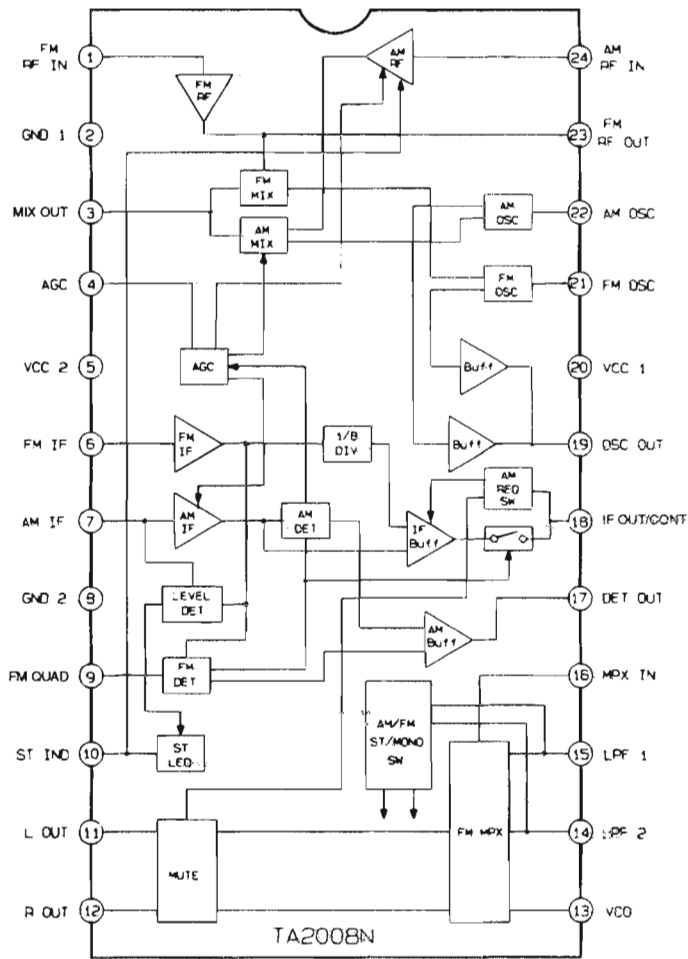 FM
RF IN
1
AM
RF
24
AM
RF IN
FM
RF
GND 1
2
23
FM
RF OUT
FM
MIX
MIX OUT
3
AM
MIX
AM
OSC
22
AM OSC
AGC
4
FM
OSC
21
FM OSC
VCC 2
5
AGC
Buff
20
VCC 1
FM IF
6
FM
IF
1/8
DIV
Buff
19
OSC OUT
AM
REQ
SW
AM IF
7
AM
IF
AM
DET
IF
Buff
18
IF OUT/CONT
GND 2
8
LEVEL
DET
17
DET OUT
AM
Buff
FM QUAD
9
FM
DET
16
MPX IN
AM/FM
ST/MONO
SW
ST IND
10
ST
LED
15
LPF 1
L OUT
11
FM MPX
14
LPF 2
MUTE
R OUT
12
13
VCO
TA2008N